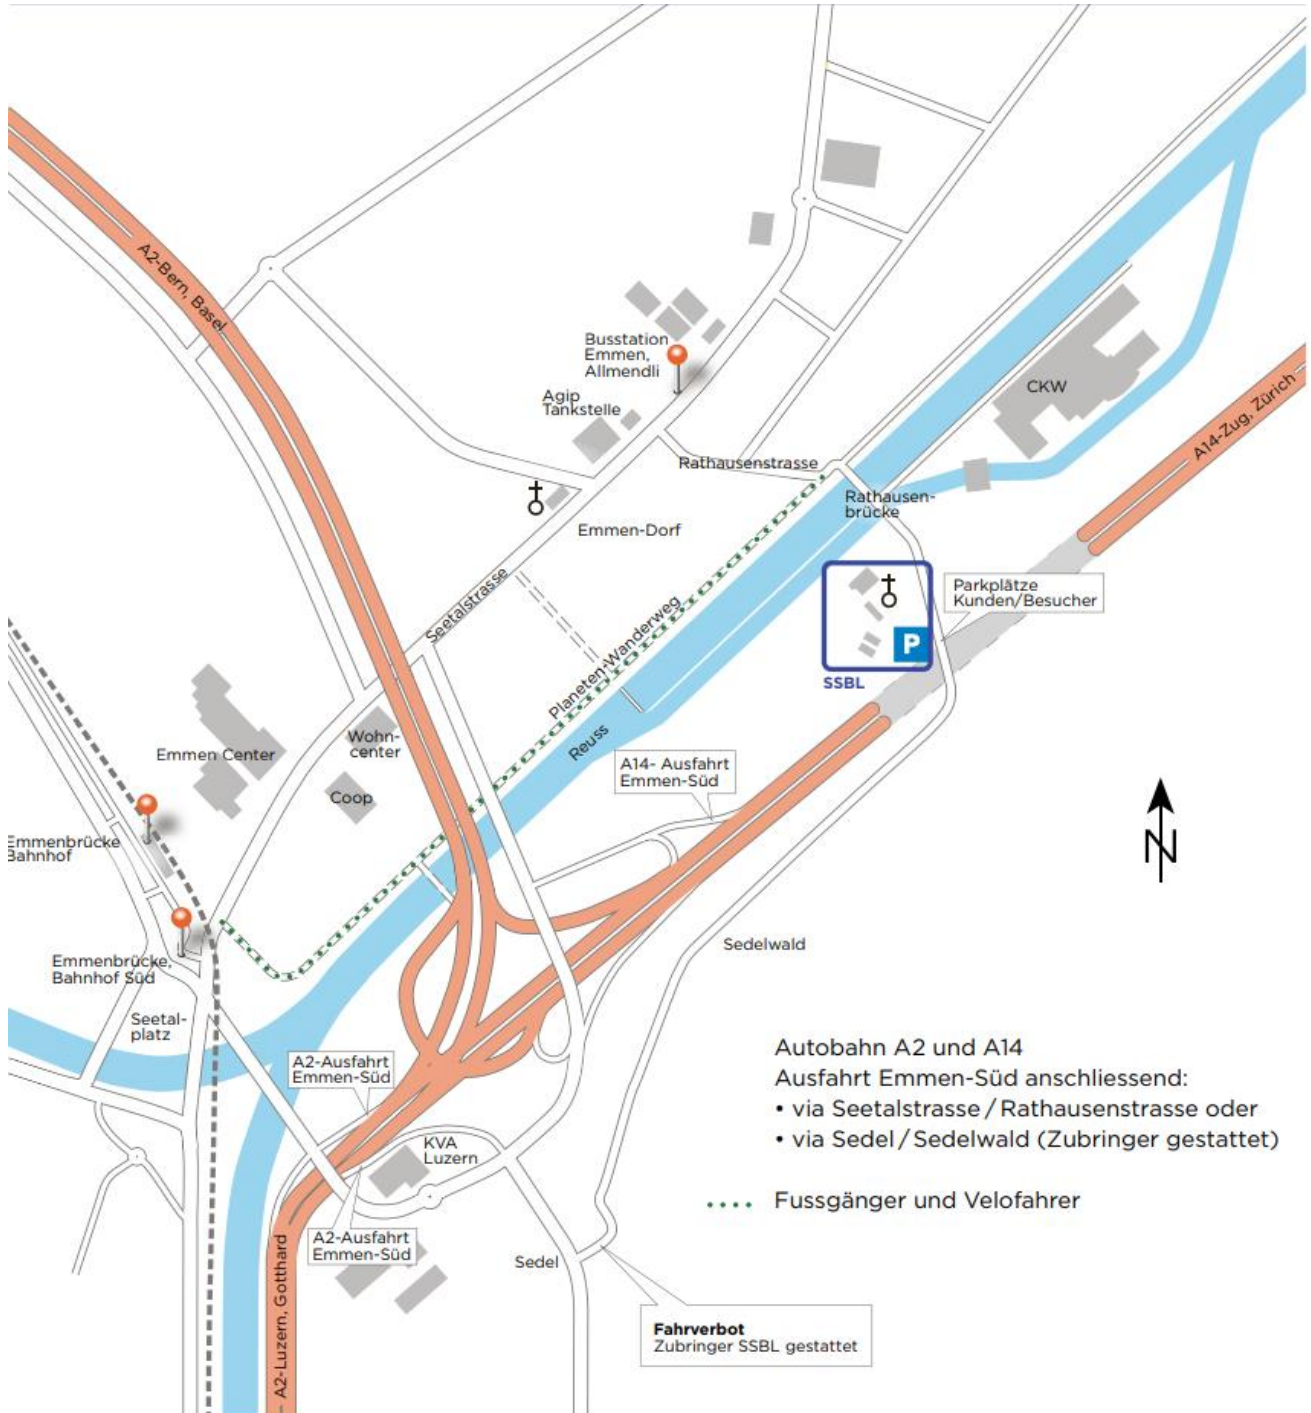 A2-Bern, Basel
Busstation
Emmen,
Allmendli
Agip
Tankstelle
CKW
A14-Zug, Zürich
Rathausenstrasse
Rathausen-
brücke
Emmen-Dorf
Seetalstrasse
Planeten-Wanderweg
Parkplätze
Kunden/Besucher
P
SSBL
Reuss
Wohn-
center
Emmen Center
Coop
A14- Ausfahrt
Emmen-Süd
Emmenbrücke
Bahnhof
N
Sedelwald
Emmenbrücke,
Bahnhof Süd
Seetal-
platz
A2-Ausfahrt
Emmen-Süd
Autobahn A2 und A14
Ausfahrt Emmen-Süd anschliessend:
• via Seetalstrasse/Rathausenstrasse oder
• via Sedel/Sedelwald (Zubringer gestattet)
KVA
Luzern
Fussgänger und Velofahrer
A2-Ausfahrt
Emmen-Süd
Sedel
A2-Luzern, Gotthard
Fahrverbot
Zubringer SSBL gestattet